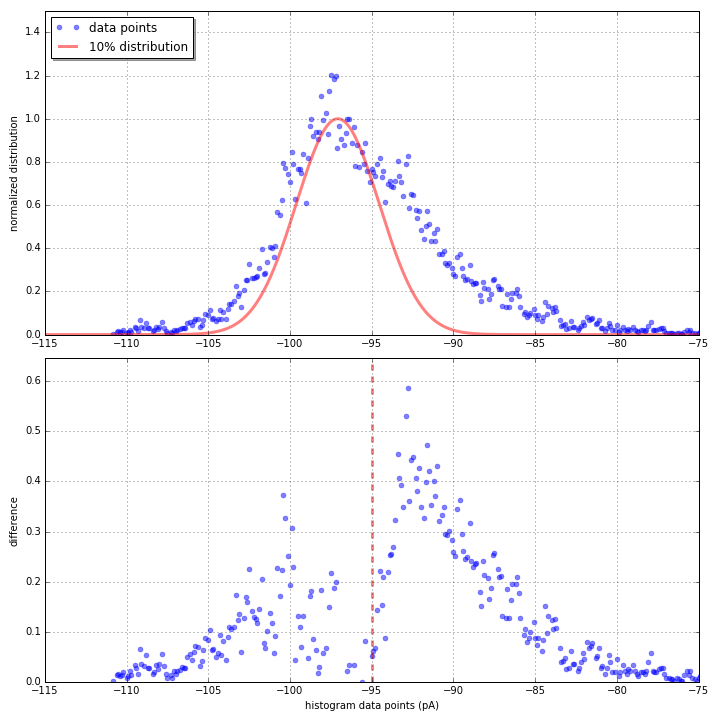 1.4
1.2
1.0
0.8
0.6
0.4
0.2
0.0
normalized distribution
data points
10% distribution
−115 −110 −105 −100 −95 −90 −85 −80 −75
0.6
0.5
0.4
0.3
0.2
0.1
0.0
difference
−115 −110 −105 −100 −95 −90 −85 −80 −75
histogram data points (pA)